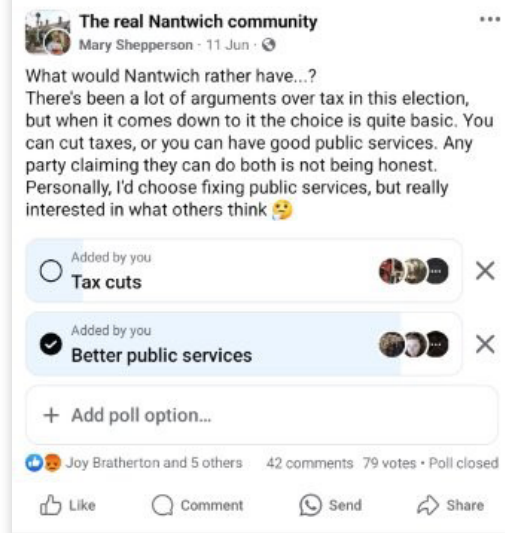 The real Nantwich community
Mary Shepperson · 11 Jun ·
What would Nantwich rather have...?
There's been a lot of arguments over tax in this election,
but when it comes down to it the choice is quite basic. You
can cut taxes, or you can have good public services. Any
party claiming they can do both is not being honest.
Personally, I'd choose fixing public services, but really
interested in what others think 🤔
Added by you
Tax cuts
Added by you
Better public services
+ Add poll option...
Joy Bratherton and 5 others 42 comments 79 votes • Poll closed
Like Comment Send Share